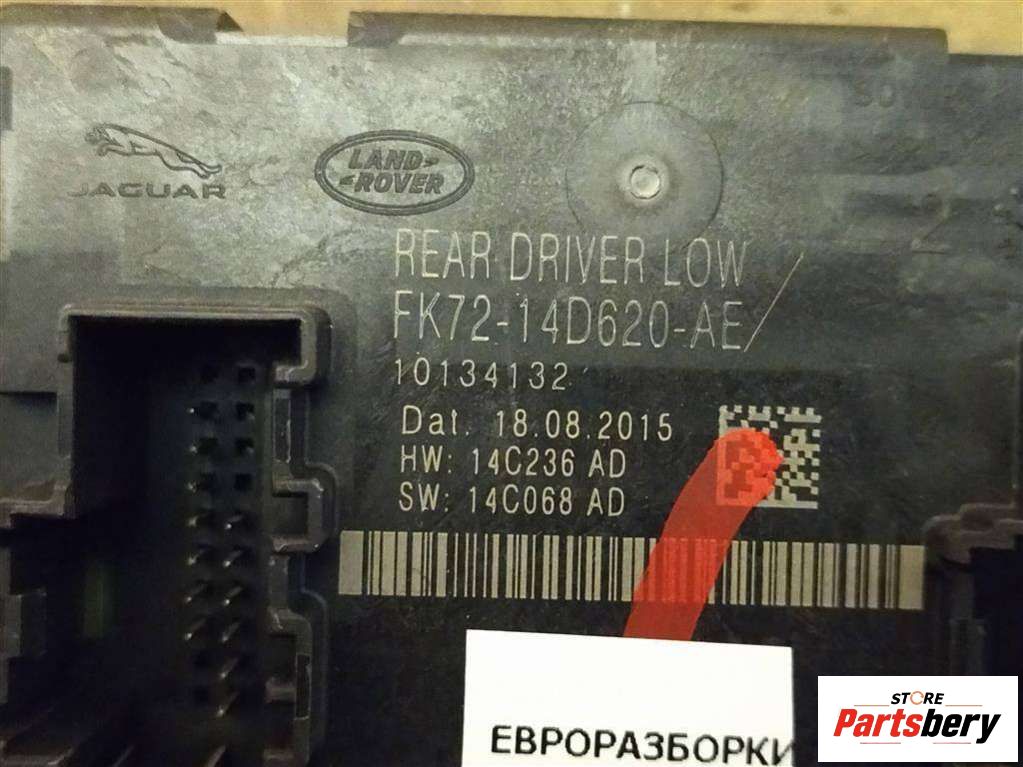 JAGUAR
LAND
ROVER
REAR DRIVER LOW
FK72-14D620-AE/
10134132
Dat. 18.08.2015
HW: 14C236 AD
SW: 14C068 AD
ЕВРОРАЗБОРКИ
STORE
Partsbery